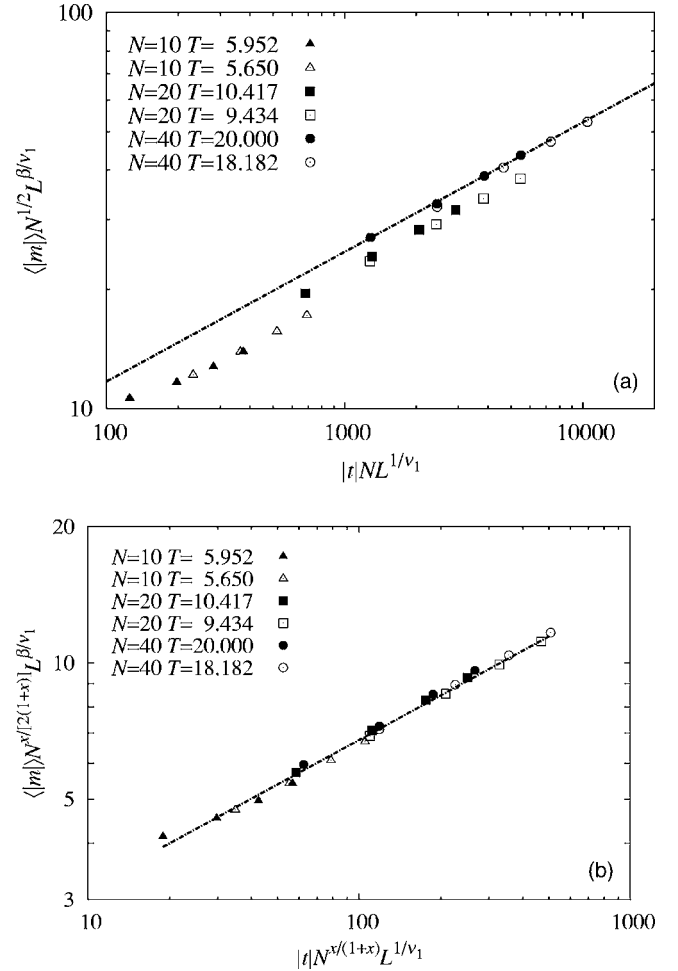 100
N=10 T= 5.952
N=10 T= 5.650
N=20 T=10.417
N=20 T= 9.434
N=40 T=20.000
N=40 T=18.182
⟨|m|⟩N^{1/2}L^{β/ν_1}
(a)
10
100 1000 10000
|t|NL^{1/ν_1}
20
N=10 T= 5.952
N=10 T= 5.650
N=20 T=10.417
N=20 T= 9.434
N=40 T=20.000
N=40 T=18.182
10
⟨|m|⟩N^{x/[2(1+x)]}L^{β/ν_1}
5
(b)
3
10 100 1000
|t|N^{x/(1+x)}L^{1/ν_1}